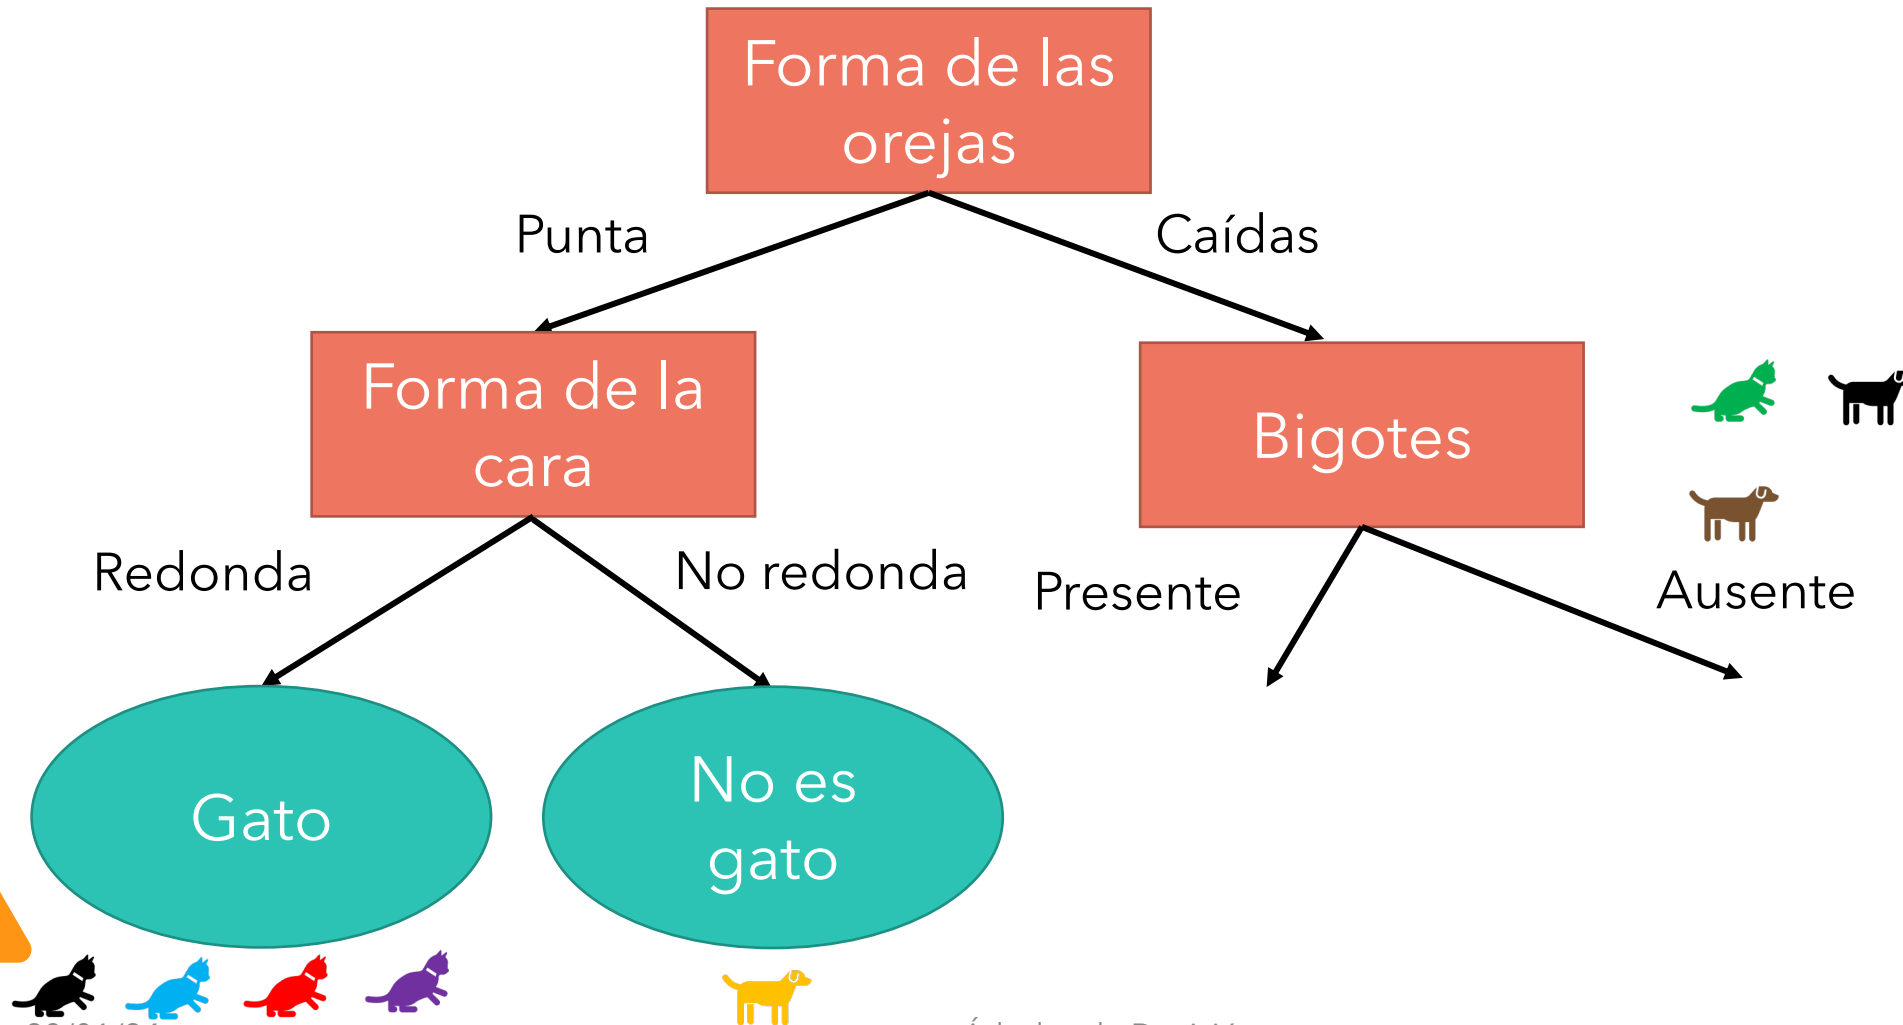 Forma de las
orejas
Punta
Caídas
Forma de la
cara
Bigotes
Redonda
No redonda
Presente
Ausente
Gato
No es
gato